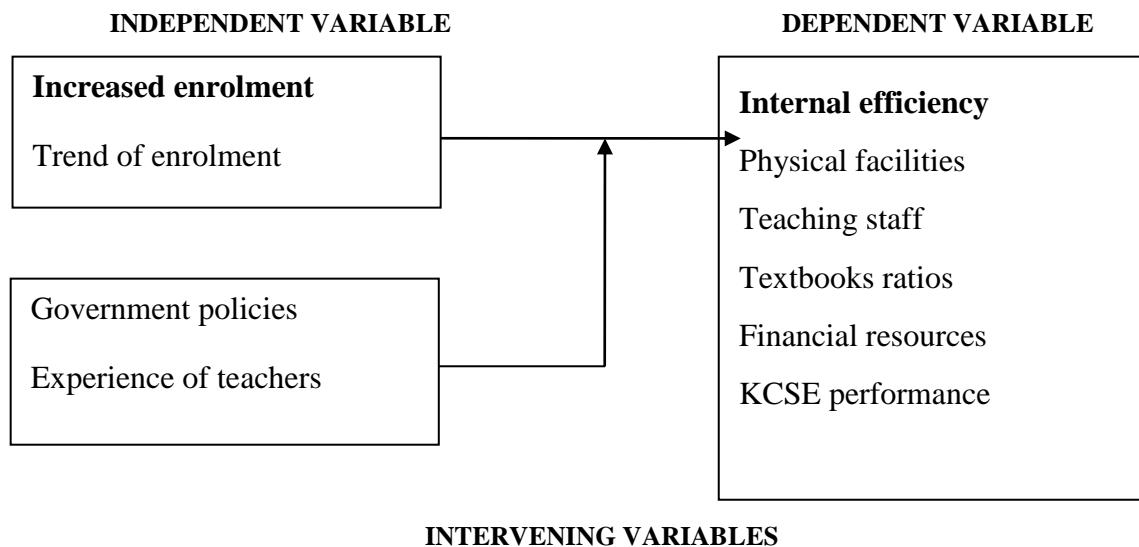 INDEPENDENT VARIABLE
DEPENDENT VARIABLE
Increased enrolment
Trend of enrolment
Internal efficiency
Physical facilities
Teaching staff
Textbooks ratios
Financial resources
KCSE performance
Government policies
Experience of teachers
INTERVENING VARIABLES